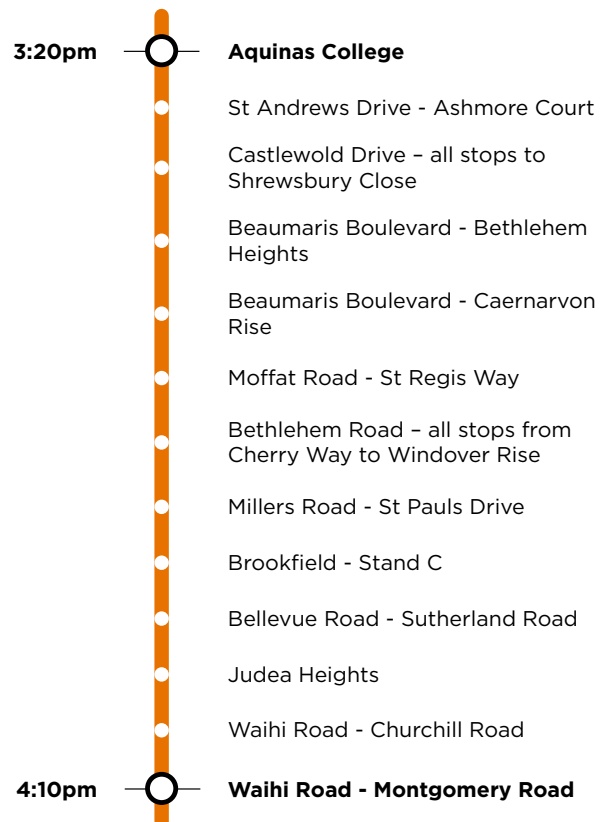 3:20pm Aquinas College
St Andrews Drive - Ashmore Court
Castlewold Drive – all stops to
Shrewsbury Close
Beaumaris Boulevard - Bethlehem
Heights
Beaumaris Boulevard - Caernarvon
Rise
Moffat Road - St Regis Way
Bethlehem Road – all stops from
Cherry Way to Windover Rise
Millers Road - St Pauls Drive
Brookfield - Stand C
Bellevue Road - Sutherland Road
Judea Heights
Waihi Road - Churchill Road
4:10pm Waihi Road - Montgomery Road